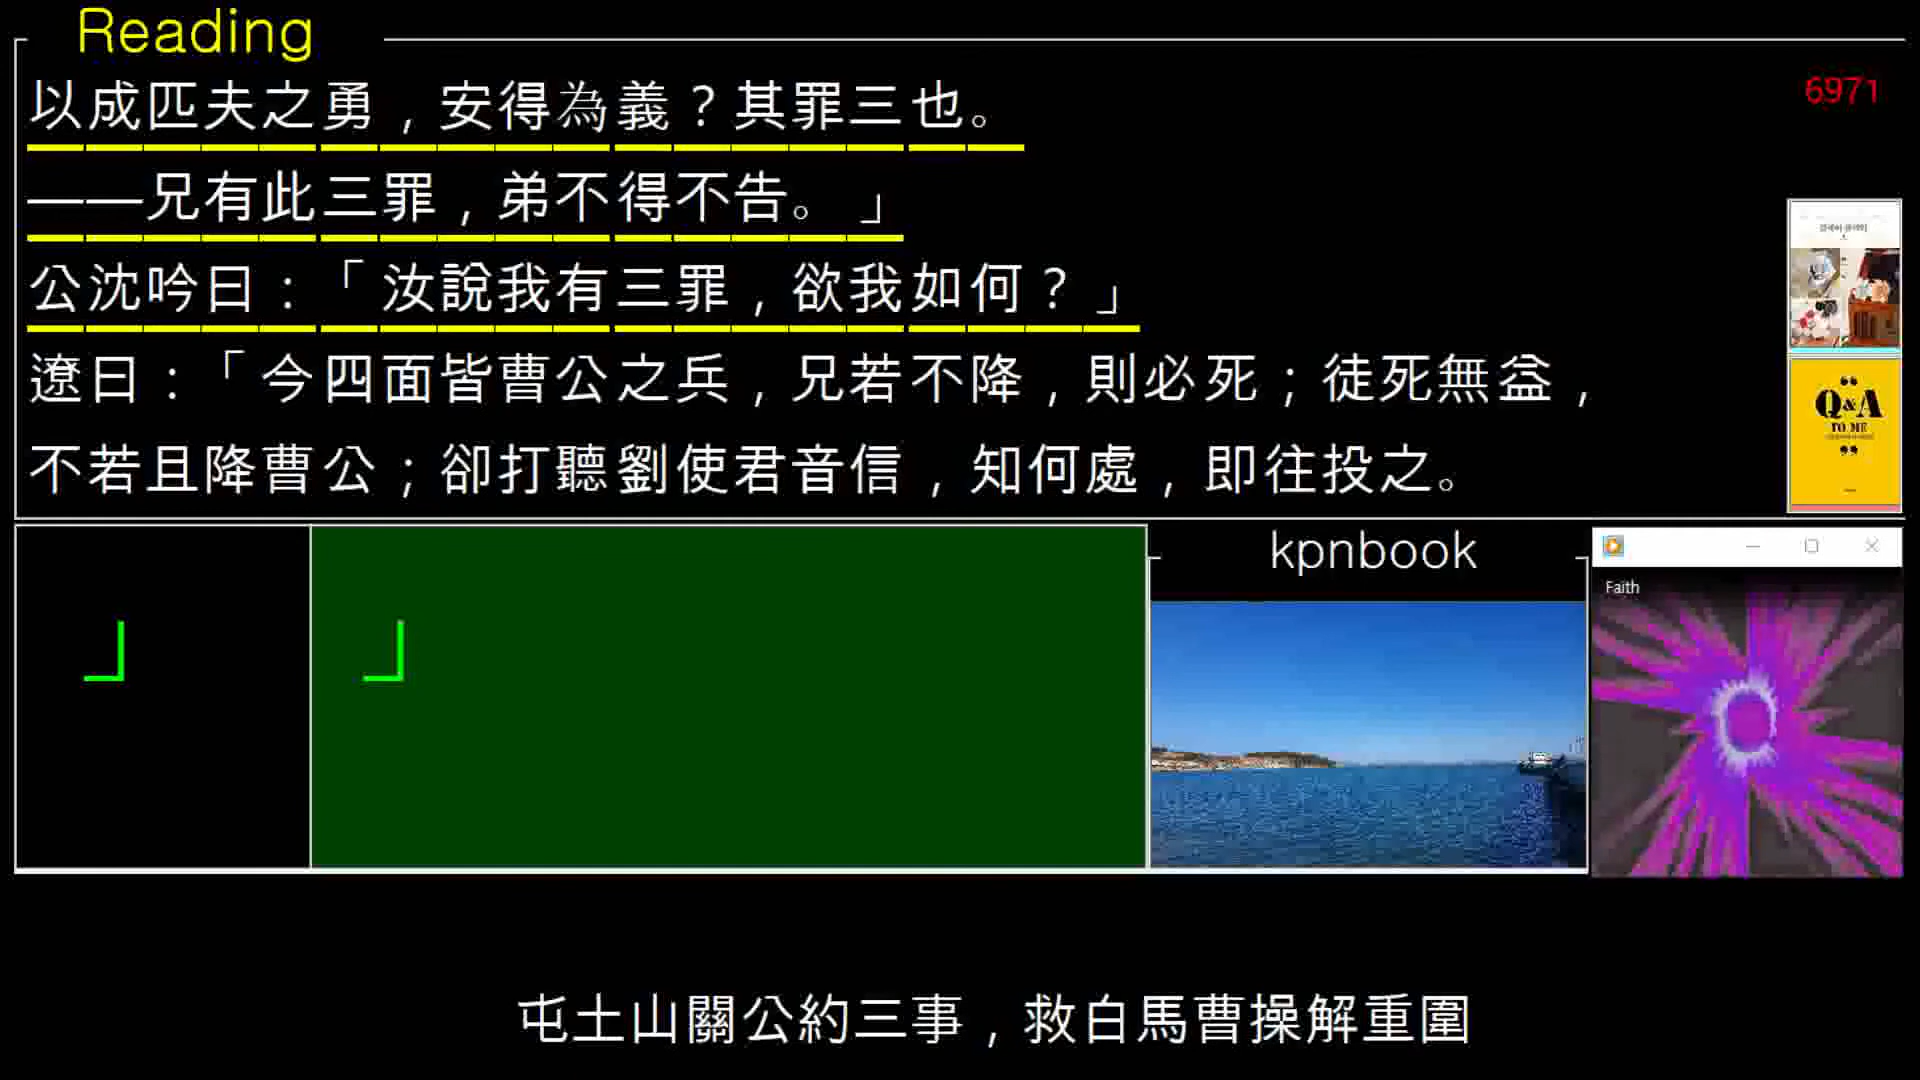 Reading
以成匹夫之勇，安得為義？其罪三也。
6971
——兄有此三罪，弟不得不告。」
公沈吟曰：「汝說我有三罪，欲我如何？」
遼曰：「今四面皆曹公之兵，兄若不降，則必死；徒死無益，
不若且降曹公；卻打聽劉使君音信，知何處，即往投之。
Q&A
TO ME
」
」
kpnbook
Faith
屯土山關公約三事，救白馬曹操解重圍